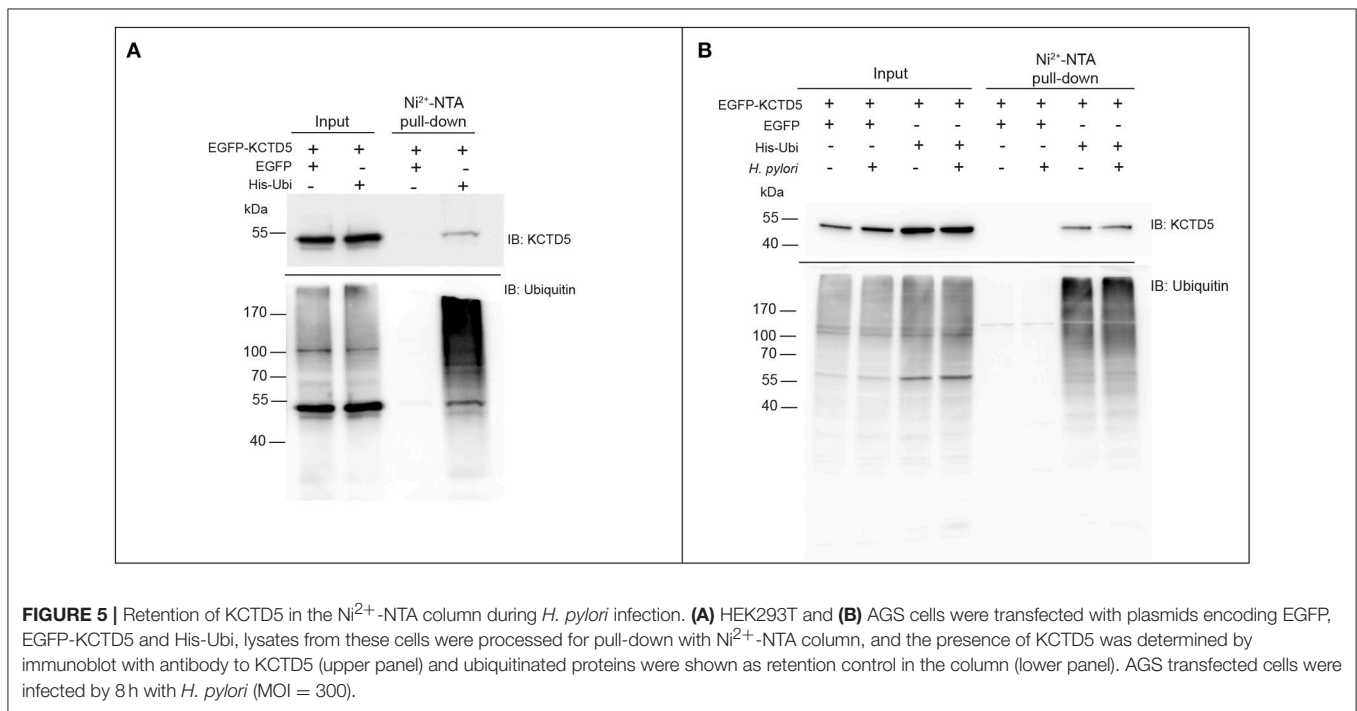 A
Input
Ni2+-NTA
pull-down
EGFP-KCTD5 + + + +
EGFP + - + -
His-Ubi - + - +
kDa
55
IB: KCTD5
IB: Ubiquitin
170
100
70
55
40
B
Input
Ni2+-NTA
pull-down
EGFP-KCTD5 + + + + + + + +
EGFP + + - - + + - -
His-Ubi - - + + - - + +
H. pylori - + - + - + - +
kDa
55
40
IB: KCTD5
IB: Ubiquitin
170
100
70
55
40
FIGURE 5 | Retention of KCTD5 in the Ni2+-NTA column during H. pylori infection. (A) HEK293T and (B) AGS cells were transfected with plasmids encoding EGFP,
EGFP-KCTD5 and His-Ubi, lysates from these cells were processed for pull-down with Ni2+-NTA column, and the presence of KCTD5 was determined by
immunoblot with antibody to KCTD5 (upper panel) and ubiquitinated proteins were shown as retention control in the column (lower panel). AGS transfected cells were
infected by 8 h with H. pylori (MOI = 300).